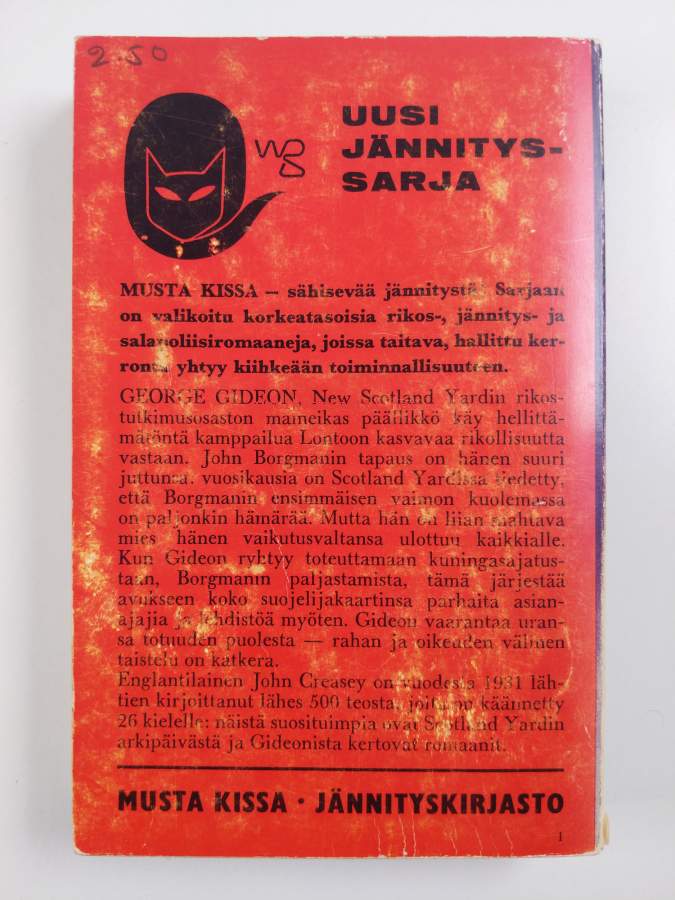 2.50
UUSI
JÄNNITYS-
SARJA
WS
MUSTA KISSA — sähisevää jännitystä! Sarjaan
on valikoitu korkeatasoisia rikos-, jännitys- ja
salapoliisiromaaneja, joissa taitava, hallittu ker-
ronta yhtyy kiihkeään toiminnallisuuteen.
GEORGE GIDEON, New Scotland Yardin rikos-
tutkimusosaston maineikas päällikkö käy hellittä-
mätöntä kamppailua Lontoon kasvavaa rikollisuutta
vastaan. John Borgmanin tapaus on hänen suuri
juttunsa: vuosikausia on Scotland Yardissa tiedetty,
että Borgmanin ensimmäisen vaimon kuolemassa
on paljonkin hämärää. Mutta hän on liian mahtava
mies hänen vaikutusvaltansa ulottuu kaikkialle.
Kun Gideon ryhtyy toteuttamaan kuningasajatus-
taan, Borgmanin paljastamista, tämä järjestää
avukseen koko suojelijakaartinsa parhaita asian-
ajajia ja lehdistöä myöten. Gideon vaarantaa uran-
sa totuuden puolesta — rahan ja oikeuden välinen
taistelu on katkera.
Englantilainen John Creasey on vuodesta 1931 läh-
tien kirjoittanut lähes 500 teosta, joita on käännetty
26 kielelle: näistä suosituimpia ovat Scotland Yardin
arkipäivästä ja Gideonista kertovat romaanit.
MUSTA KISSA · JÄNNITYSKIRJASTO
1